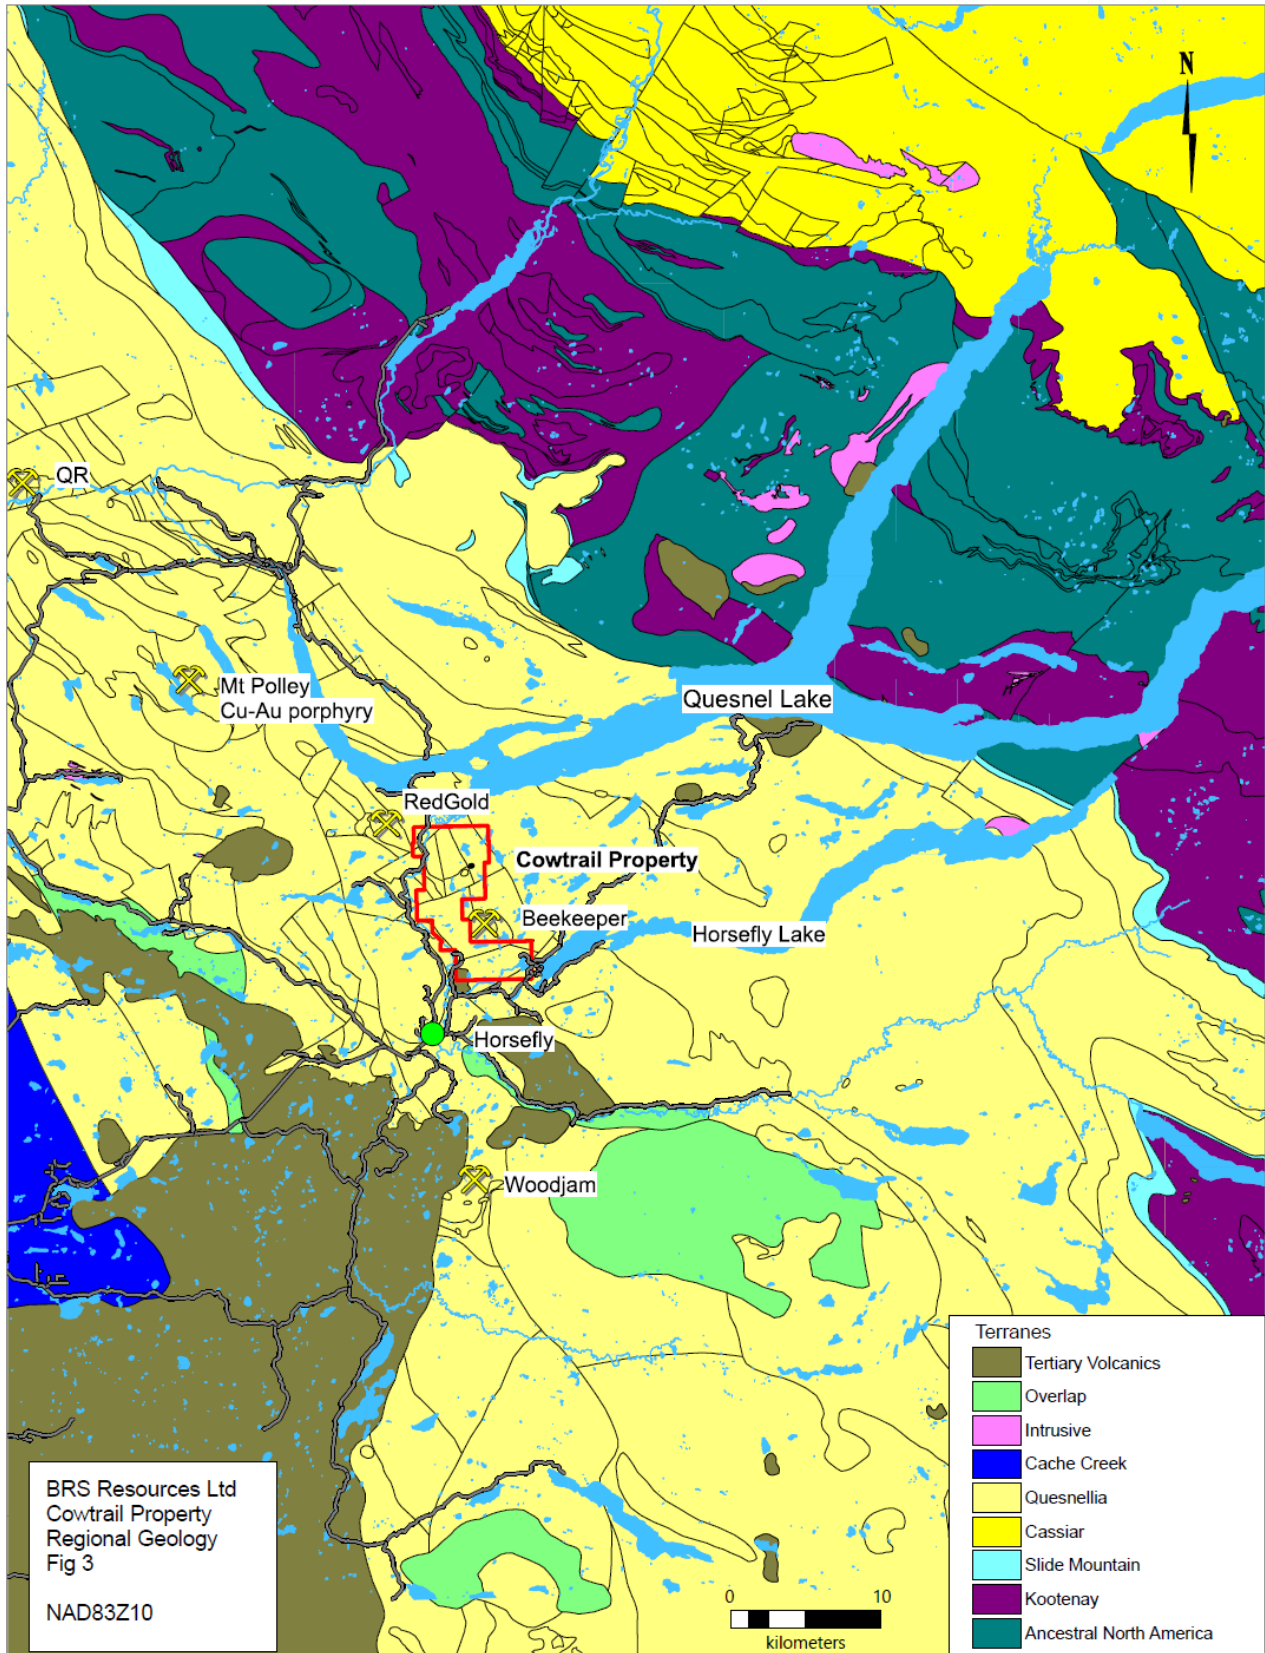 N
QR
Mt Polley
Cu-Au porphyry
Quesnel Lake
RedGold
Cowtrail Property
Beekeeper
Horsefly Lake
Horsefly
Woodjam
Terranes
Tertiary Volcanics
Overlap
Intrusive
Cache Creek
Quesnellia
Cassiar
Slide Mountain
Kootenay
Ancestral North America
BRS Resources Ltd
Cowtrail Property
Regional Geology
Fig 3
NAD83Z10
0 10
kilometers